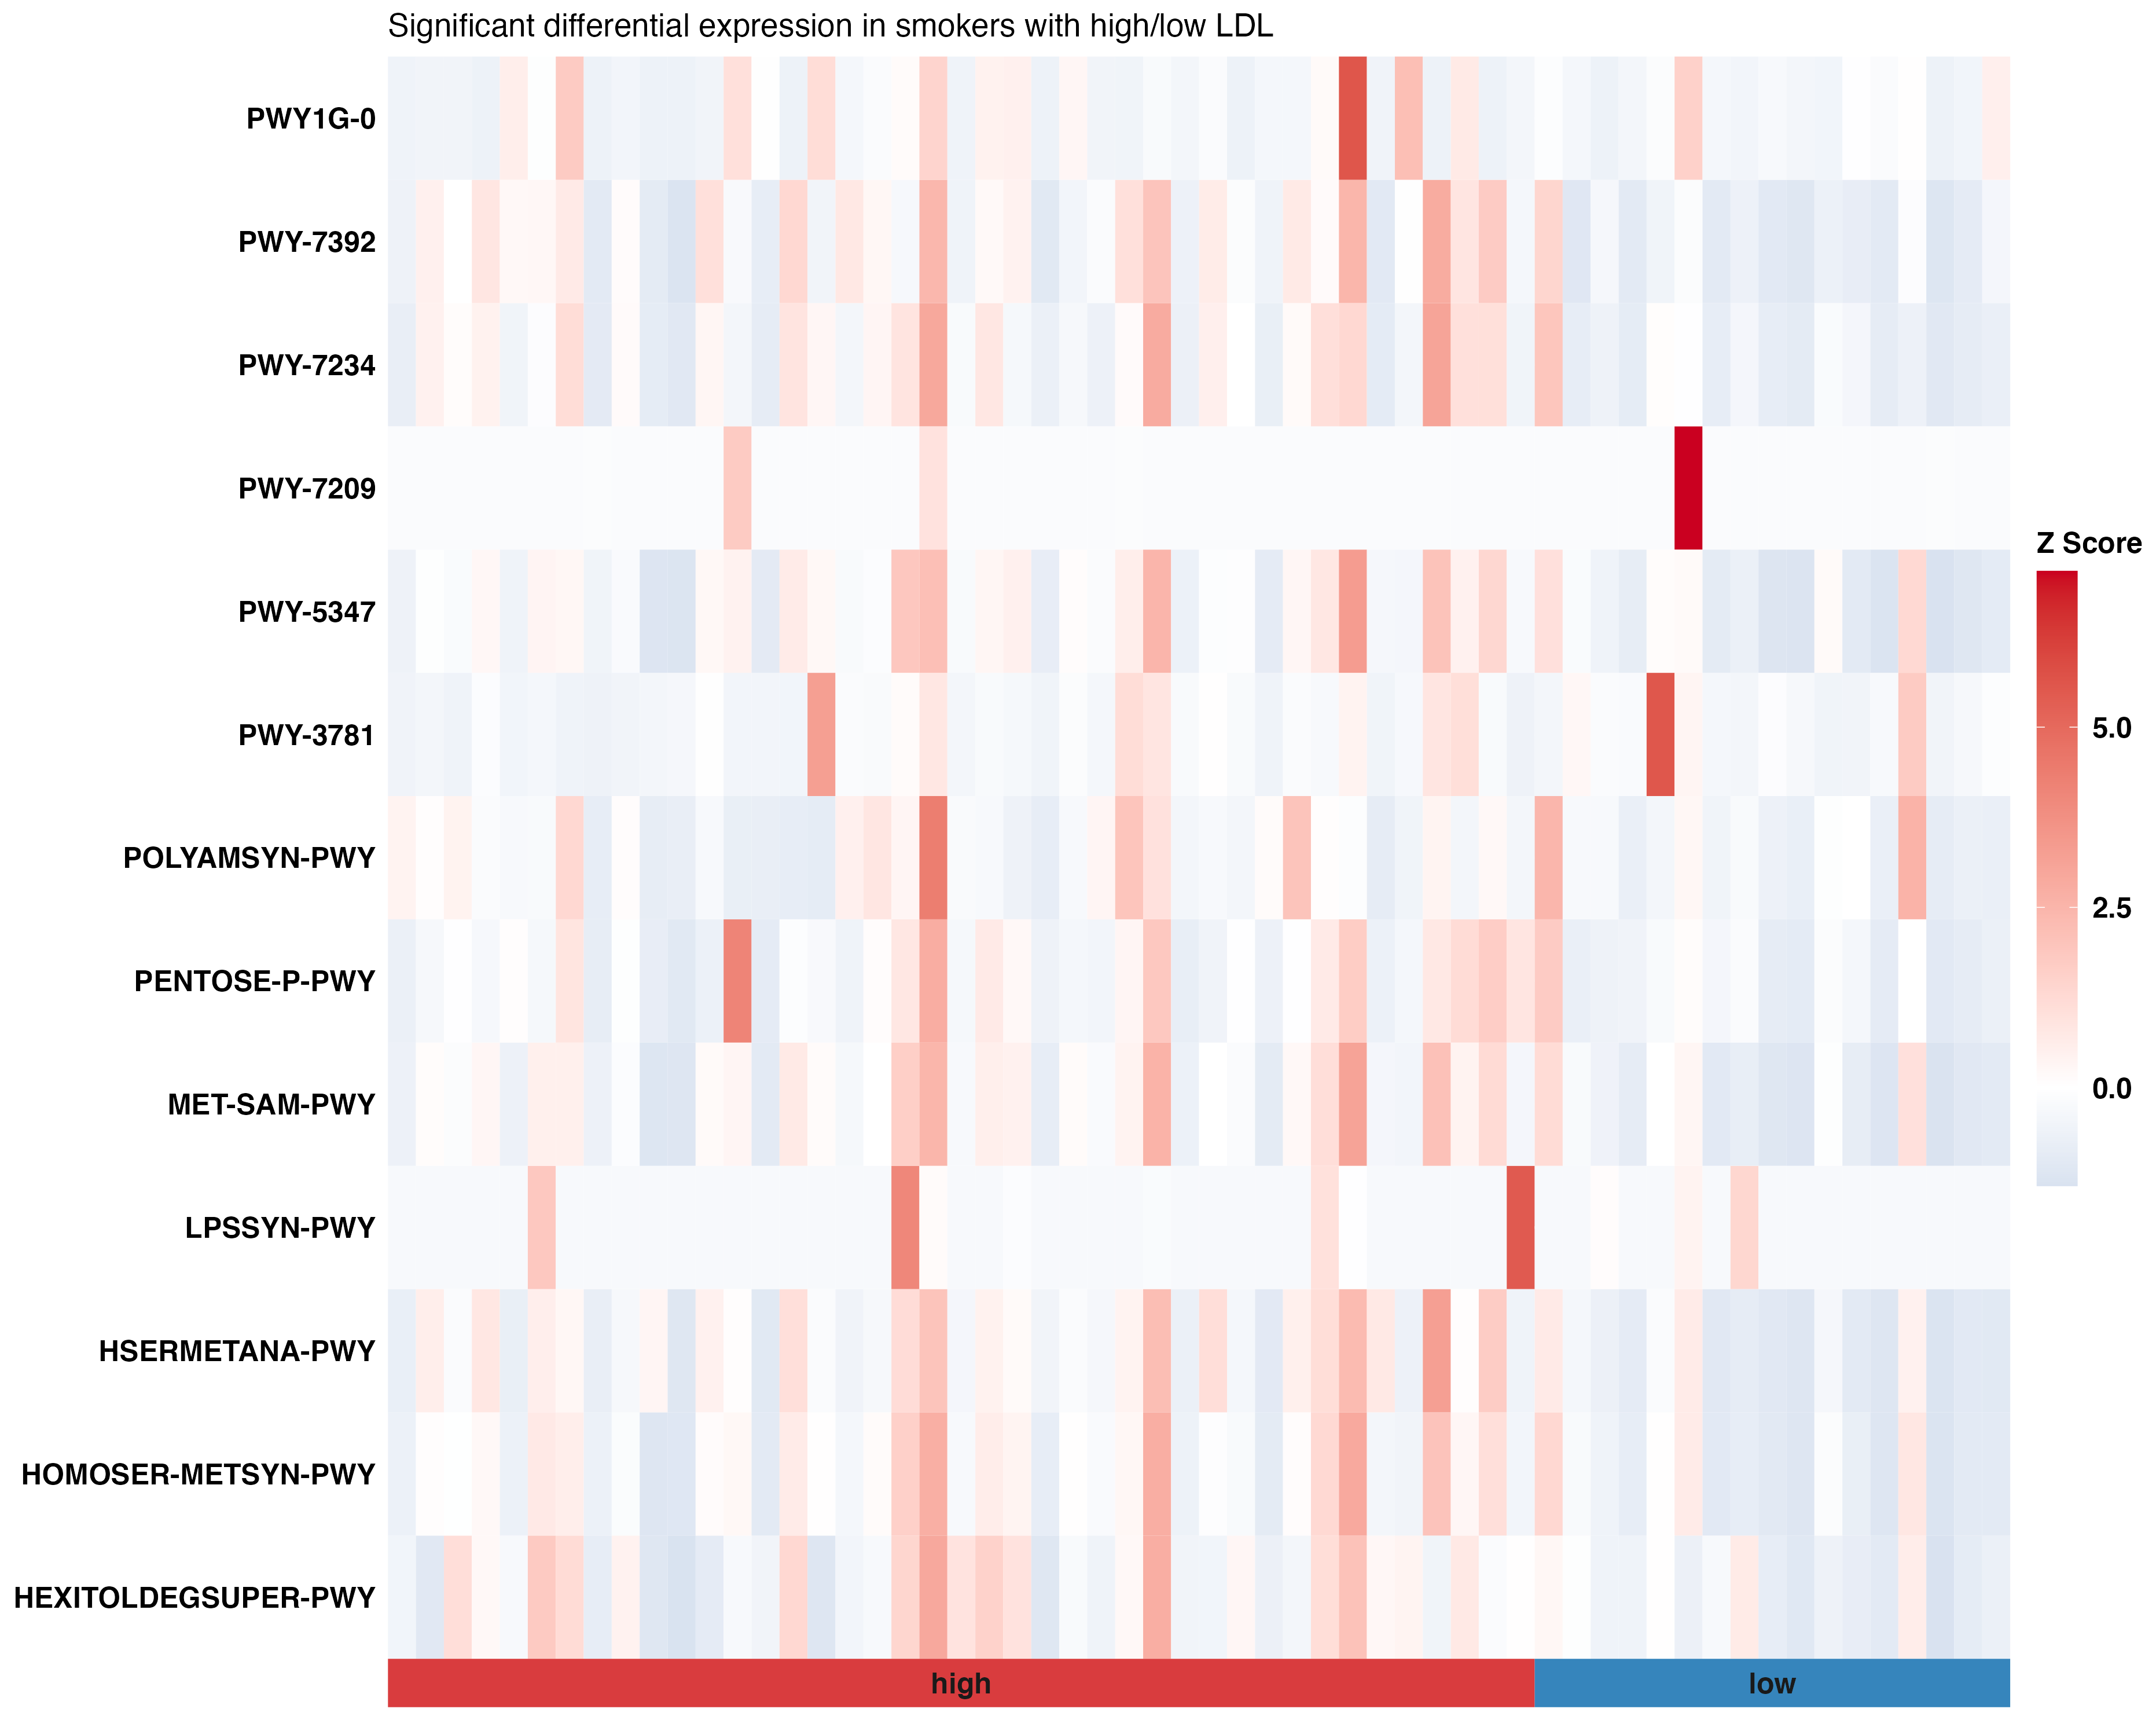 Significant differential expression in smokers with high/low LDL
PWY1G-0
PWY-7392
PWY-7234
PWY-7209
PWY-5347
PWY-3781
POLYAMSYN-PWY
PENTOSE-P-PWY
MET-SAM-PWY
LPSSYN-PWY
HSERMETANA-PWY
HOMOSER-METSYN-PWY
HEXITOLDEGSUPER-PWY
high
low
Z Score
5.0
2.5
0.0